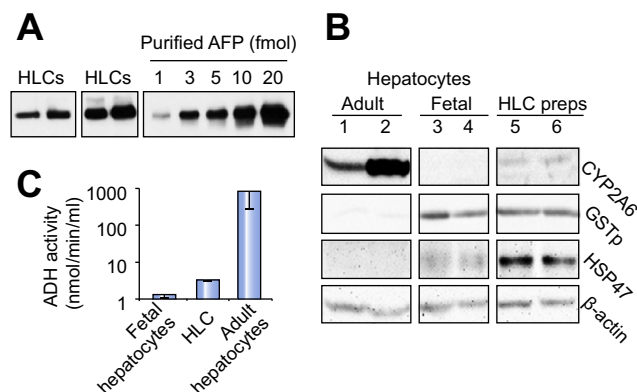 A
Purified AFP (fmol)
HLCs HLCs 1 3 5 10 20
B
Hepatocytes
Adult Fetal HLC preps
1 2 3 4 5 6
CYP2A6
GSTp
HSP47
β-actin
C
ADH activity
(nmol/min/ml)
1000
100
10
1
Fetal
hepatocytes
HLC
Adult
hepatocytes